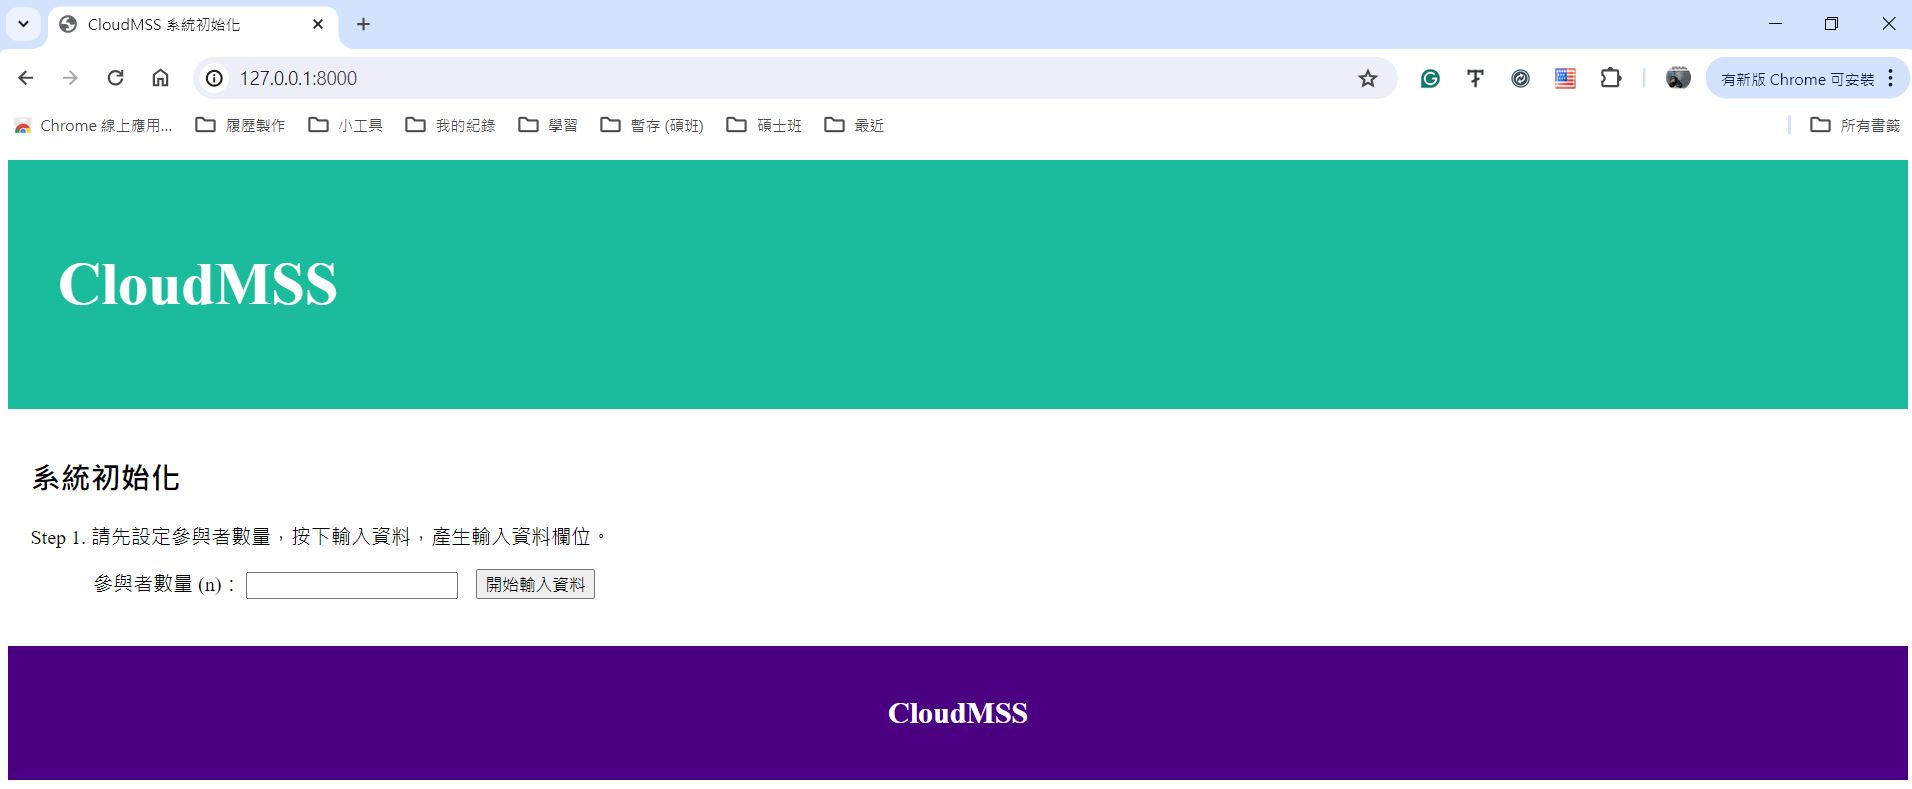 CloudMSS 系統初始化
127.0.0.1:8000
有新版 Chrome 可安裝
Chrome 線上應用... 履歷製作 小工具 我的紀錄 學習 暫存 (碩班) 碩士班 最近 所有書籤
CloudMSS
系統初始化
Step 1. 請先設定參與者數量，按下輸入資料，產生輸入資料欄位。
參與者數量 (n)： 開始輸入資料
CloudMSS